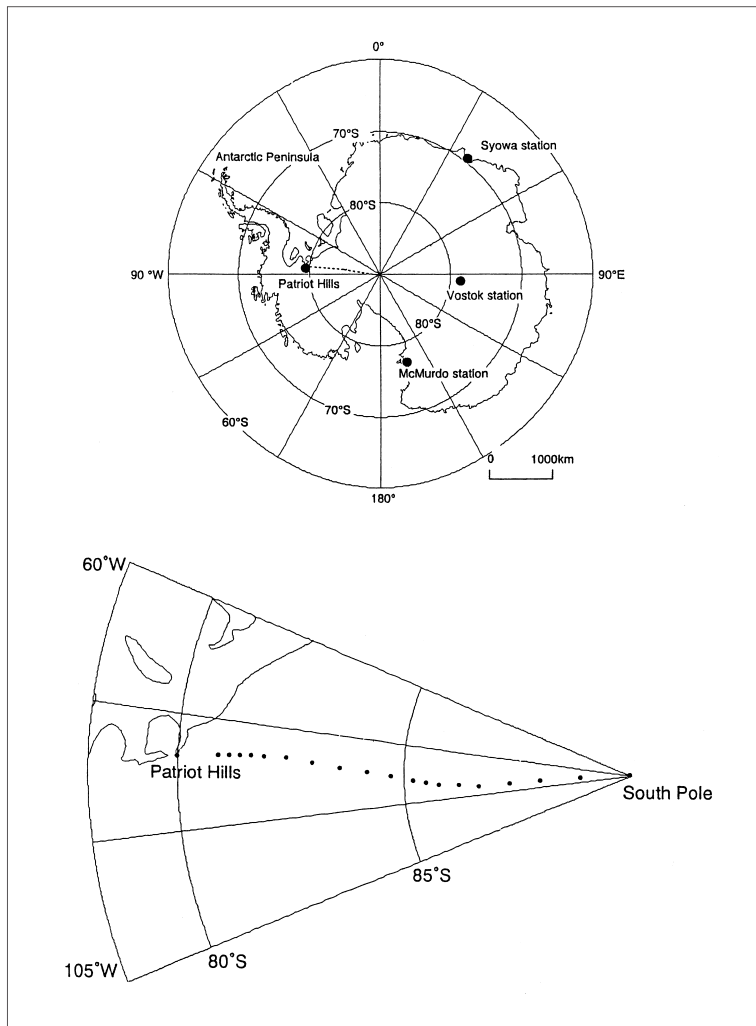 0°
70°S
Syowa station
Antarctic Peninsula
80°S
90 °W
90°E
Patriot Hills
Vostok station
80°S
McMurdo station
70°S
60°S
0 1000km
180°
60°W
Patriot Hills
South Pole
85°S
80°S
105°W